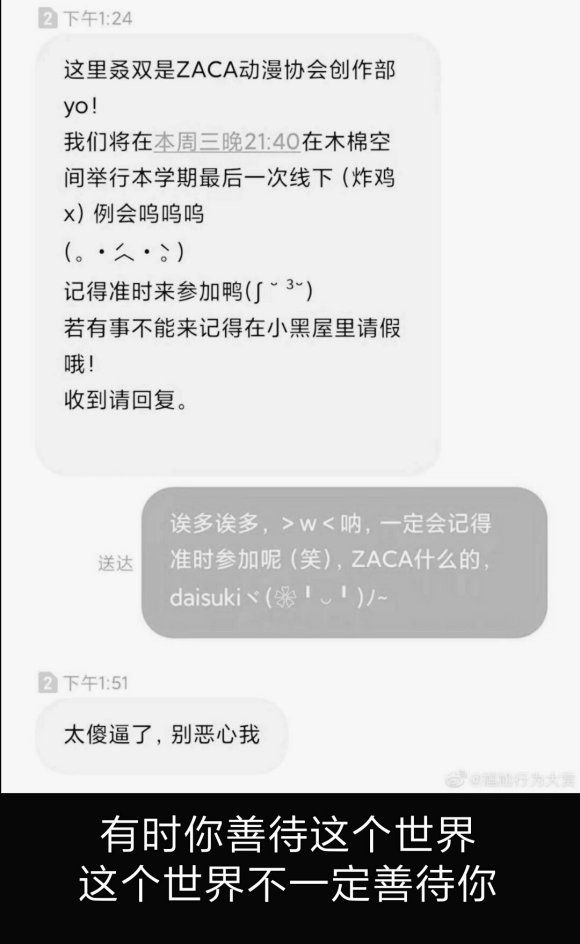 2 下午1:24
这里叒双是ZACA动漫协会创作部
yo!
我们将在本周三晚21:40在木棉空
间举行本学期最后一次线下（炸鸡
x）例会呜呜呜
记得准时来参加鸭(ʃ ˘ ³˘)
若有事不能来记得在小黑屋里请假
哦!
收到请回复。
诶多诶多，>w<呐，一定会记得
准时参加呢（笑），ZACA什么的，
送达
daisukiヾ(❀╹◡╹)ﾉ~
2 下午1:51
太傻逼了，别恶心我
行为大赏
有时你善待这个世界
这个世界不一定善待你